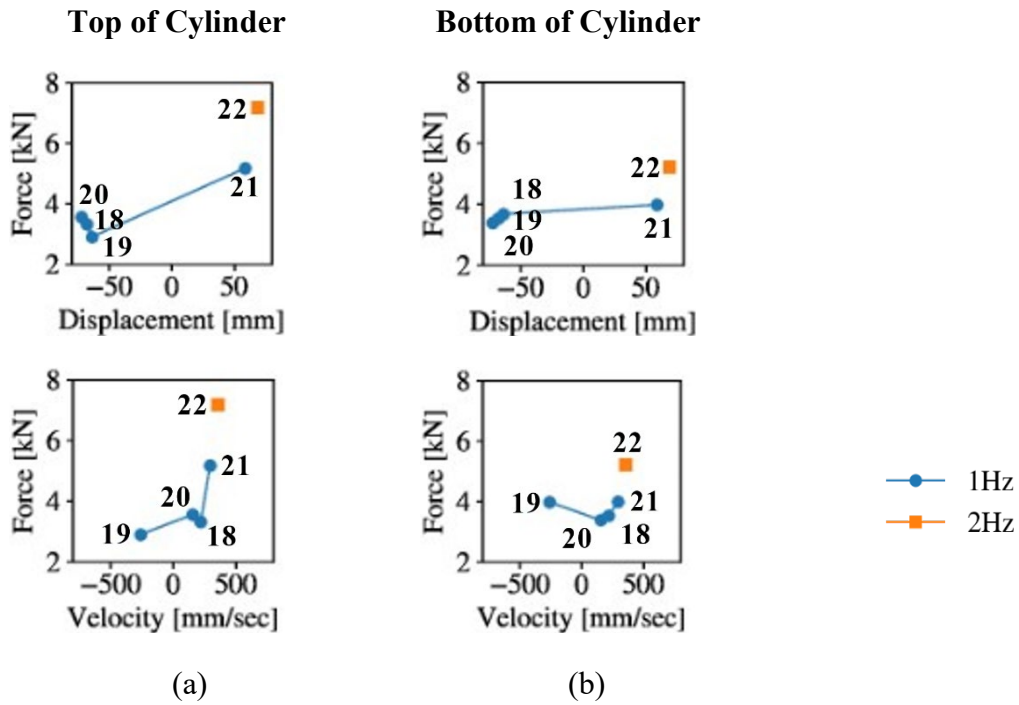 Top of Cylinder
Bottom of Cylinder
8
6
4
2
Force [kN]
−50 0 50
Displacement [mm]
22
20
18
19
21
8
6
4
2
Force [kN]
−50 0 50
Displacement [mm]
22
18
19
20
21
8
6
4
2
Force [kN]
−500 0 500
Velocity [mm/sec]
22
21
20
19
18
8
6
4
2
Force [kN]
−500 0 500
Velocity [mm/sec]
22
19
21
20
18
1Hz
2Hz
(a)
(b)